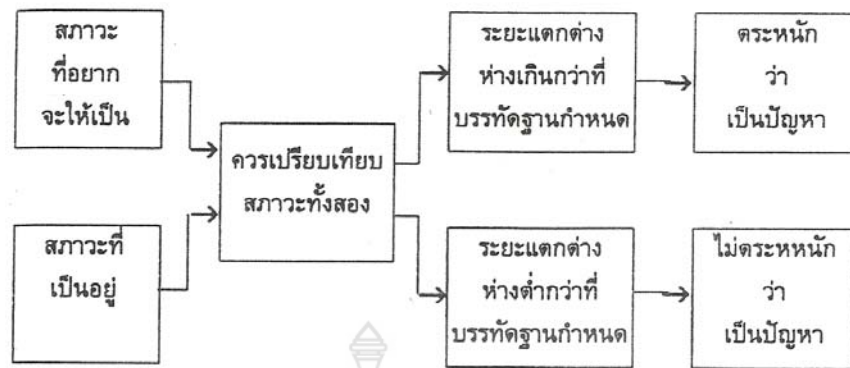 สภาวะ
ที่อยาก
จะให้เป็น
สภาวะที่
เป็นอยู่
ควรเปรียบเทียบ
สภาวะทั้งสอง
ระยะแตกต่าง
ห่างเกินกว่าที่
บรรทัดฐานกำหนด
ตระหนัก
ว่า
เป็นปัญหา
ระยะแตกต่าง
ห่างต่ำกว่าที่
บรรทัดฐานกำหนด
ไม่ตระหหนัก
ว่า
เป็นปัญหา